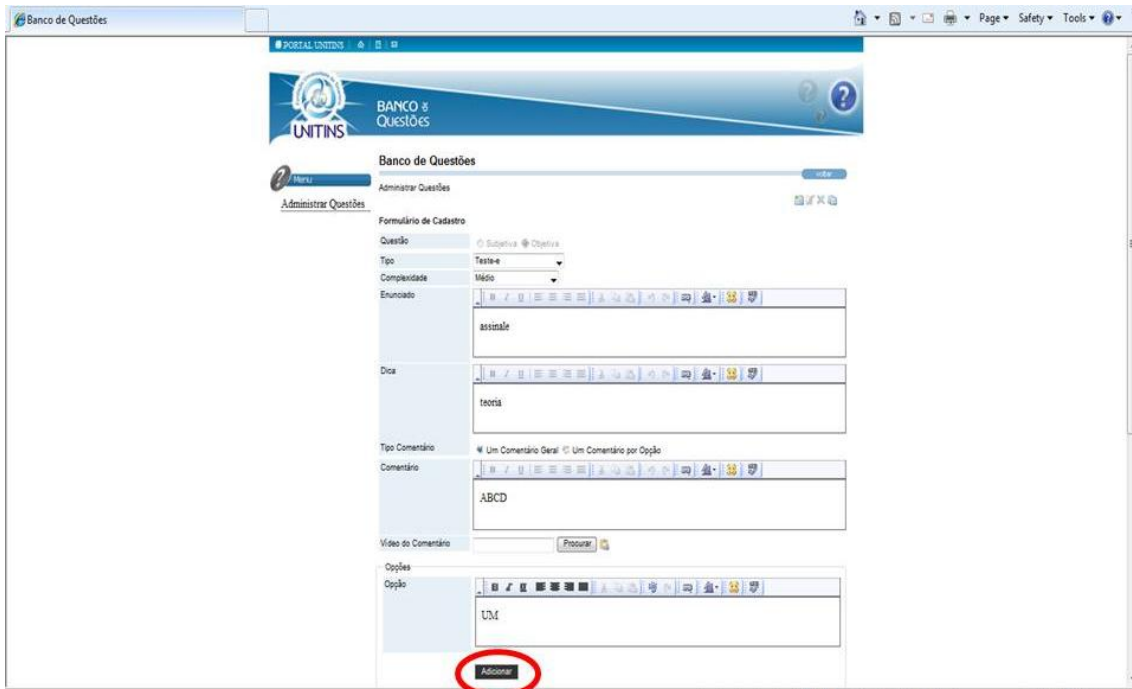 Banco de Questões
Page Safety Tools
PORTAL UNITINS
UNITINS
BANCO de Questões
Banco de Questões
voltar
Menu
Administrar Questões
Administrar Questões
Formulário de Cadastro
Questão Subjetiva Objetiva
Tipo Teste-e
Complexidade Médio
Enunciado
assinale
Dica
teoria
Tipo Comentário Um Comentário Geral Um Comentário por Opção
Comentário
ABCD
Vídeo do Comentário Procurar
Opções
Opção
UM
Adicionar